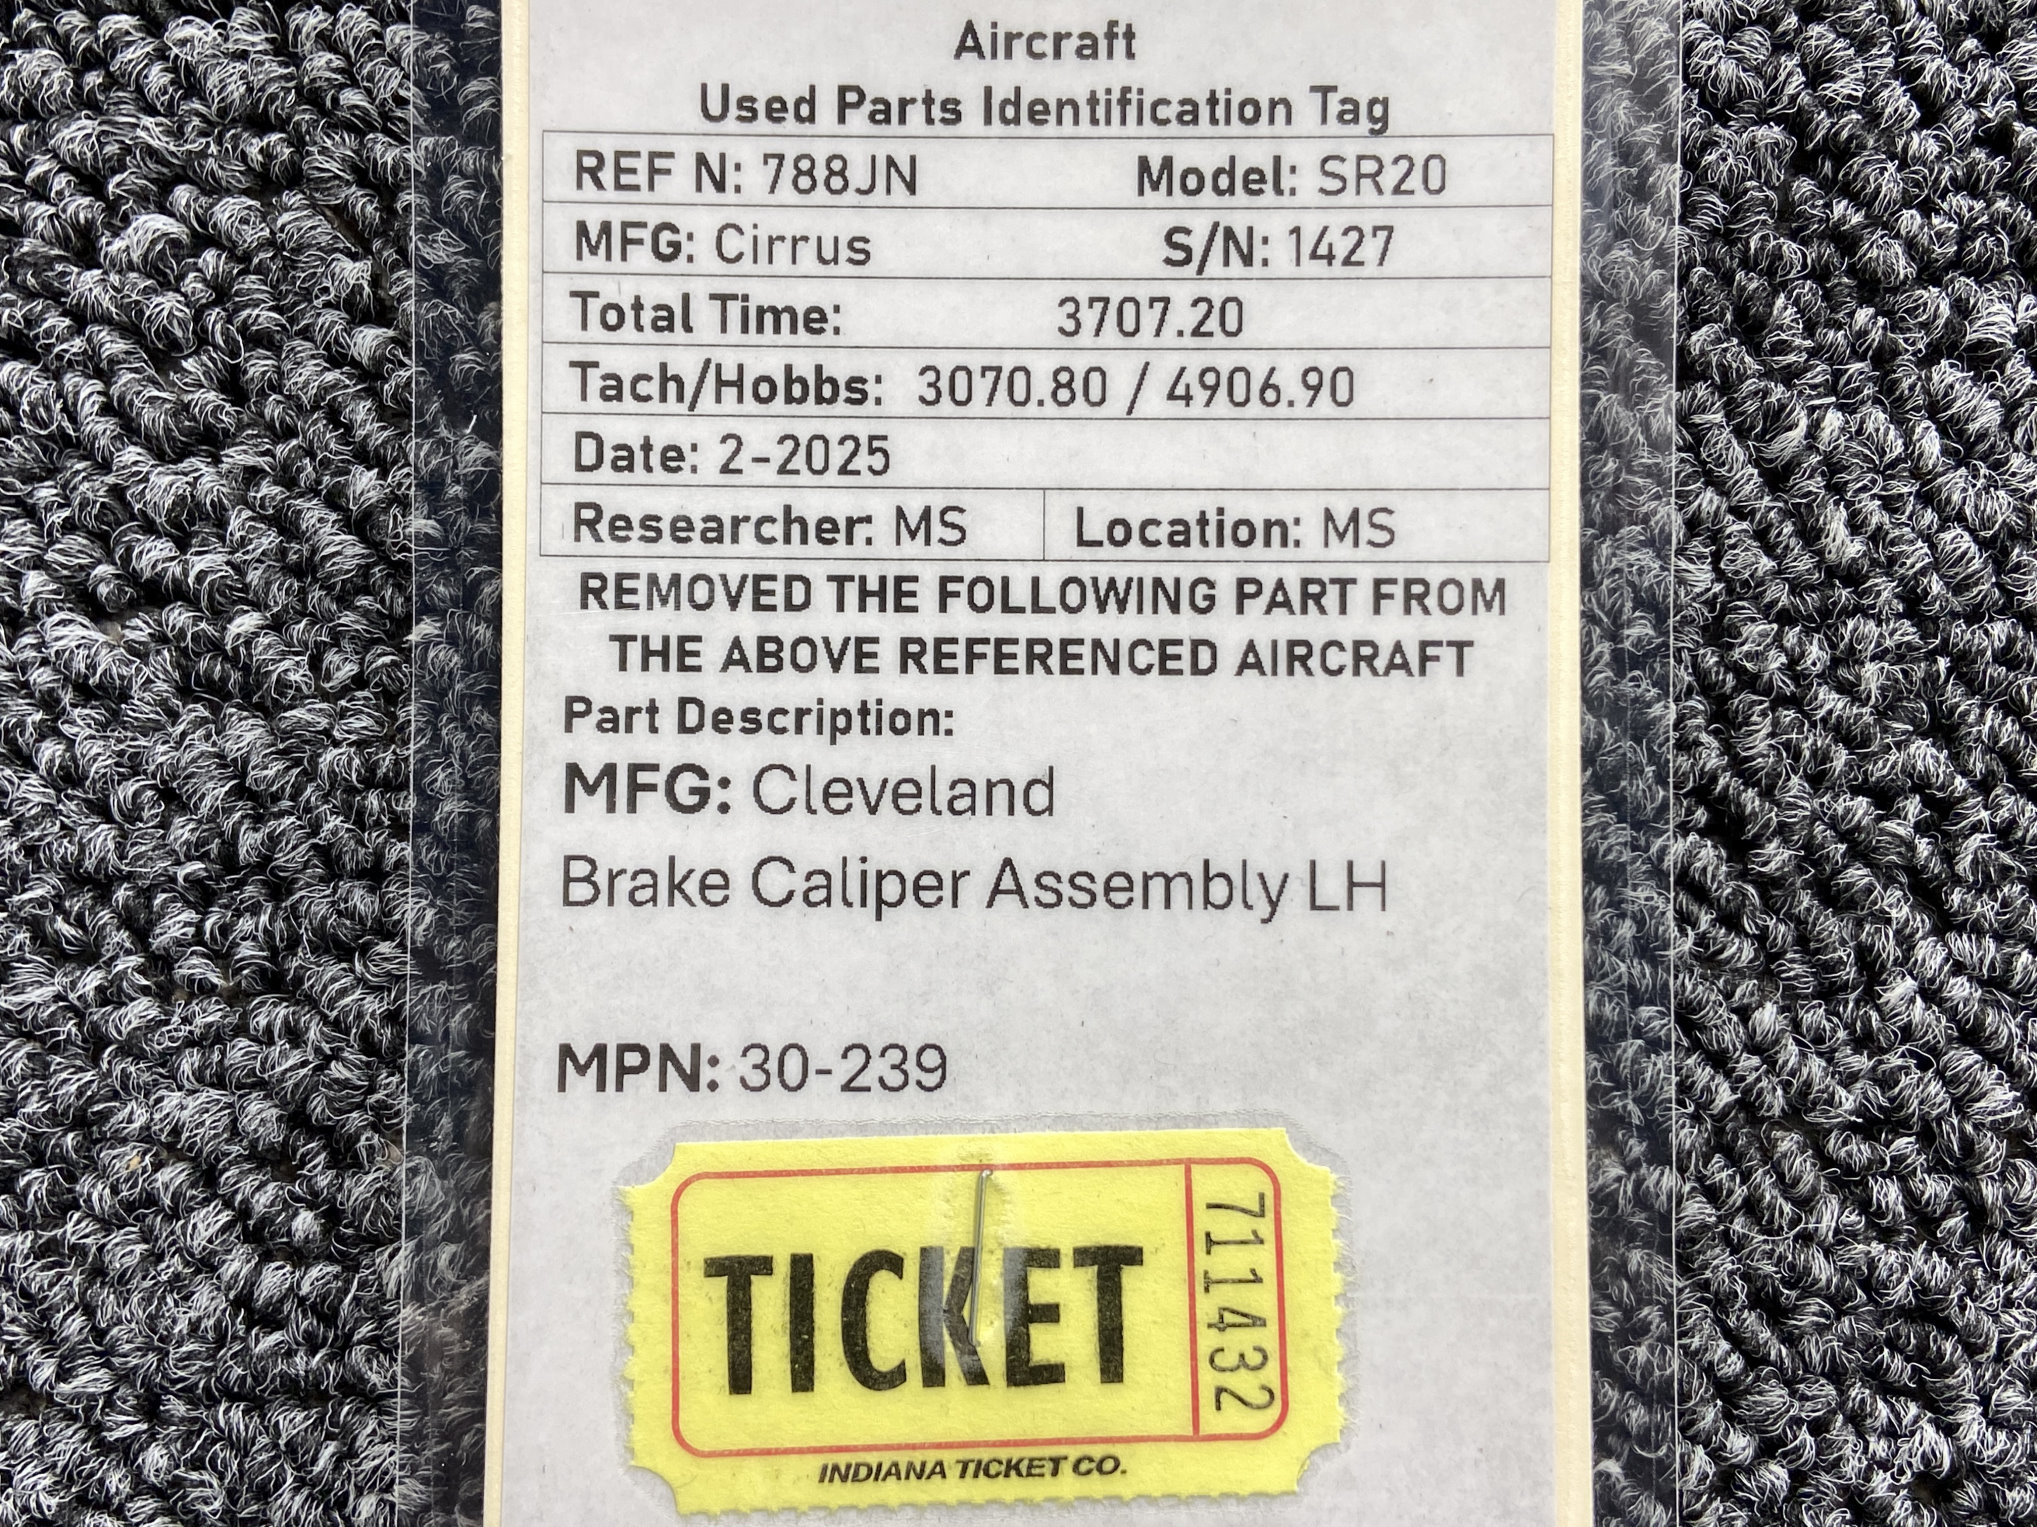 Aircraft
Used Parts Identification Tag
REF N: 788JN Model: SR20
MFG: Cirrus S/N: 1427
Total Time: 3707.20
Tach/Hobbs: 3070.80 / 4906.90
Date: 2-2025
Researcher: MS Location: MS
REMOVED THE FOLLOWING PART FROM
THE ABOVE REFERENCED AIRCRAFT
Part Description:
MFG: Cleveland
Brake Caliper Assembly LH
MPN: 30-239
TICKET
711432
INDIANA TICKET CO.